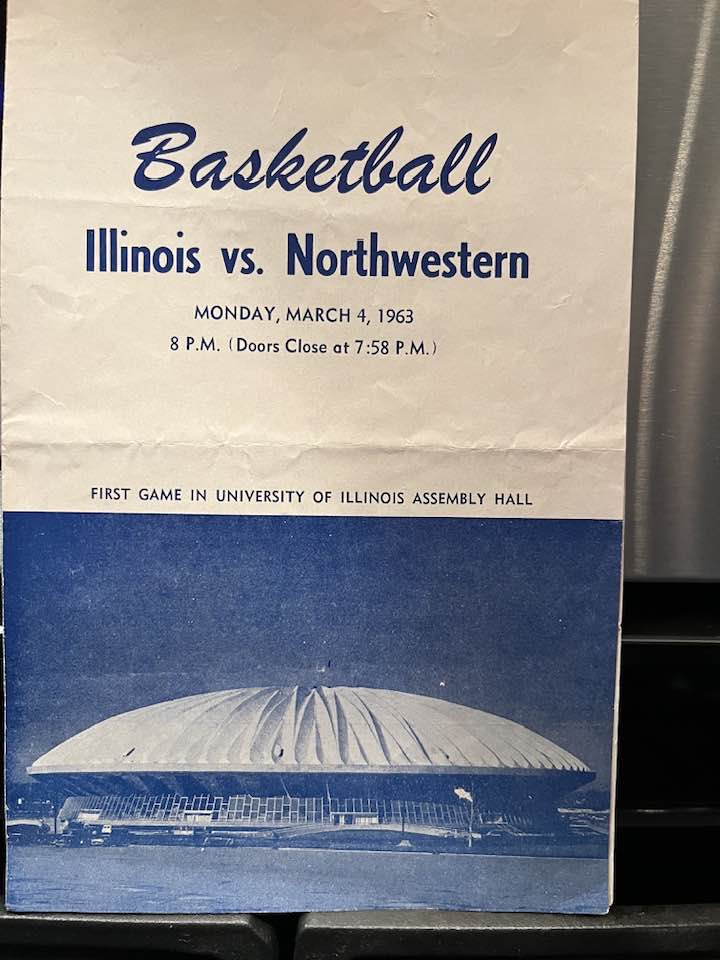 Basketball
Illinois vs. Northwestern
MONDAY, MARCH 4, 1963
8 P.M. (Doors Close at 7:58 P.M.)
FIRST GAME IN UNIVERSITY OF ILLINOIS ASSEMBLY HALL